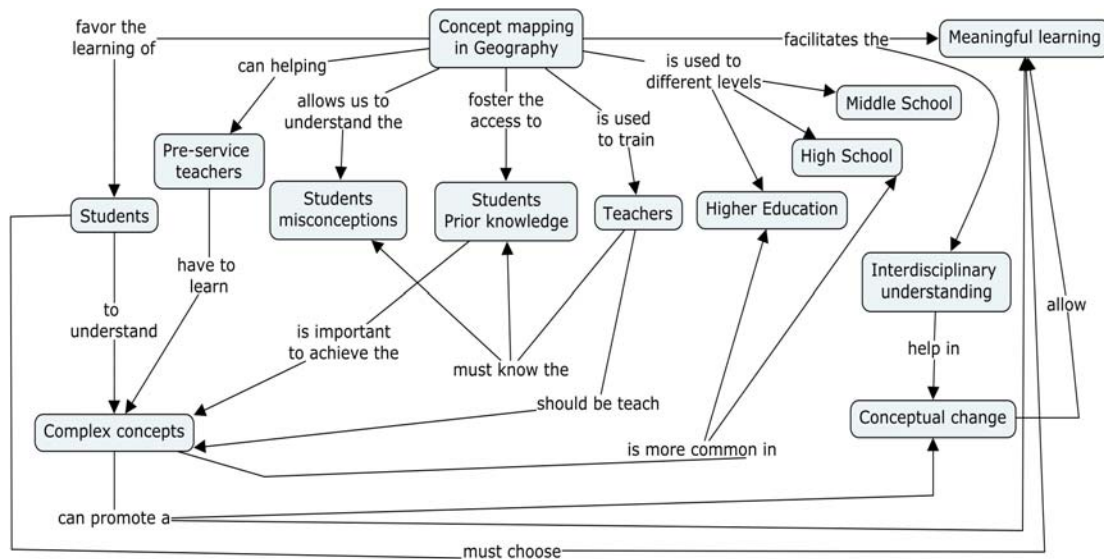 favor the
learning of
Concept mapping
in Geography
facilitates the
Meaningful learning
can helping
is used to
different levels
allows us to
understand the
foster the
access to
is used
to train
Middle School
Pre-service
teachers
High School
Students
Students
misconceptions
Students
Prior knowledge
Teachers
Higher Education
have to
learn
Interdisciplinary
understanding
to
understand
is important
to achieve the
allow
help in
must know the
should be teach
Complex concepts
Conceptual change
is more common in
can promote a
must choose